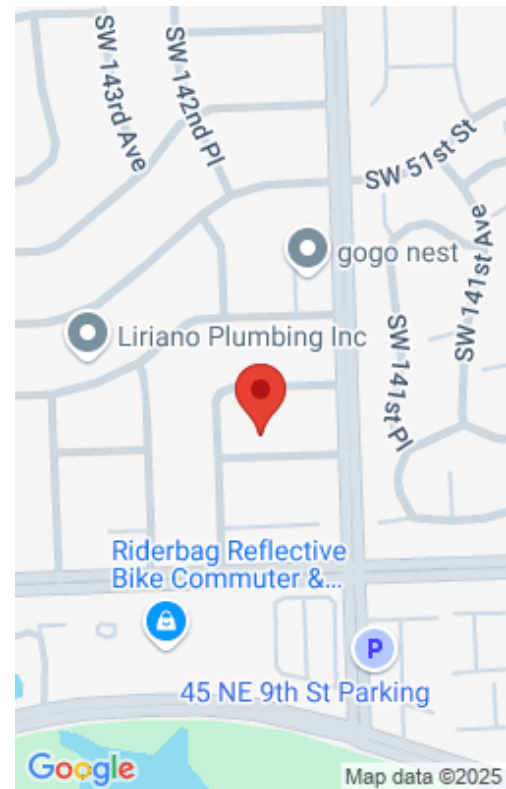 SW 143rd Ave
SW 142nd Pl
SW 51st St
gogo nest
SW 141st Ave
Liriano Plumbing Inc
SW 141st Pl
Riderbag Reflective
Bike Commuter &...
P
45 NE 9th St Parking
Google
Map data ©2025